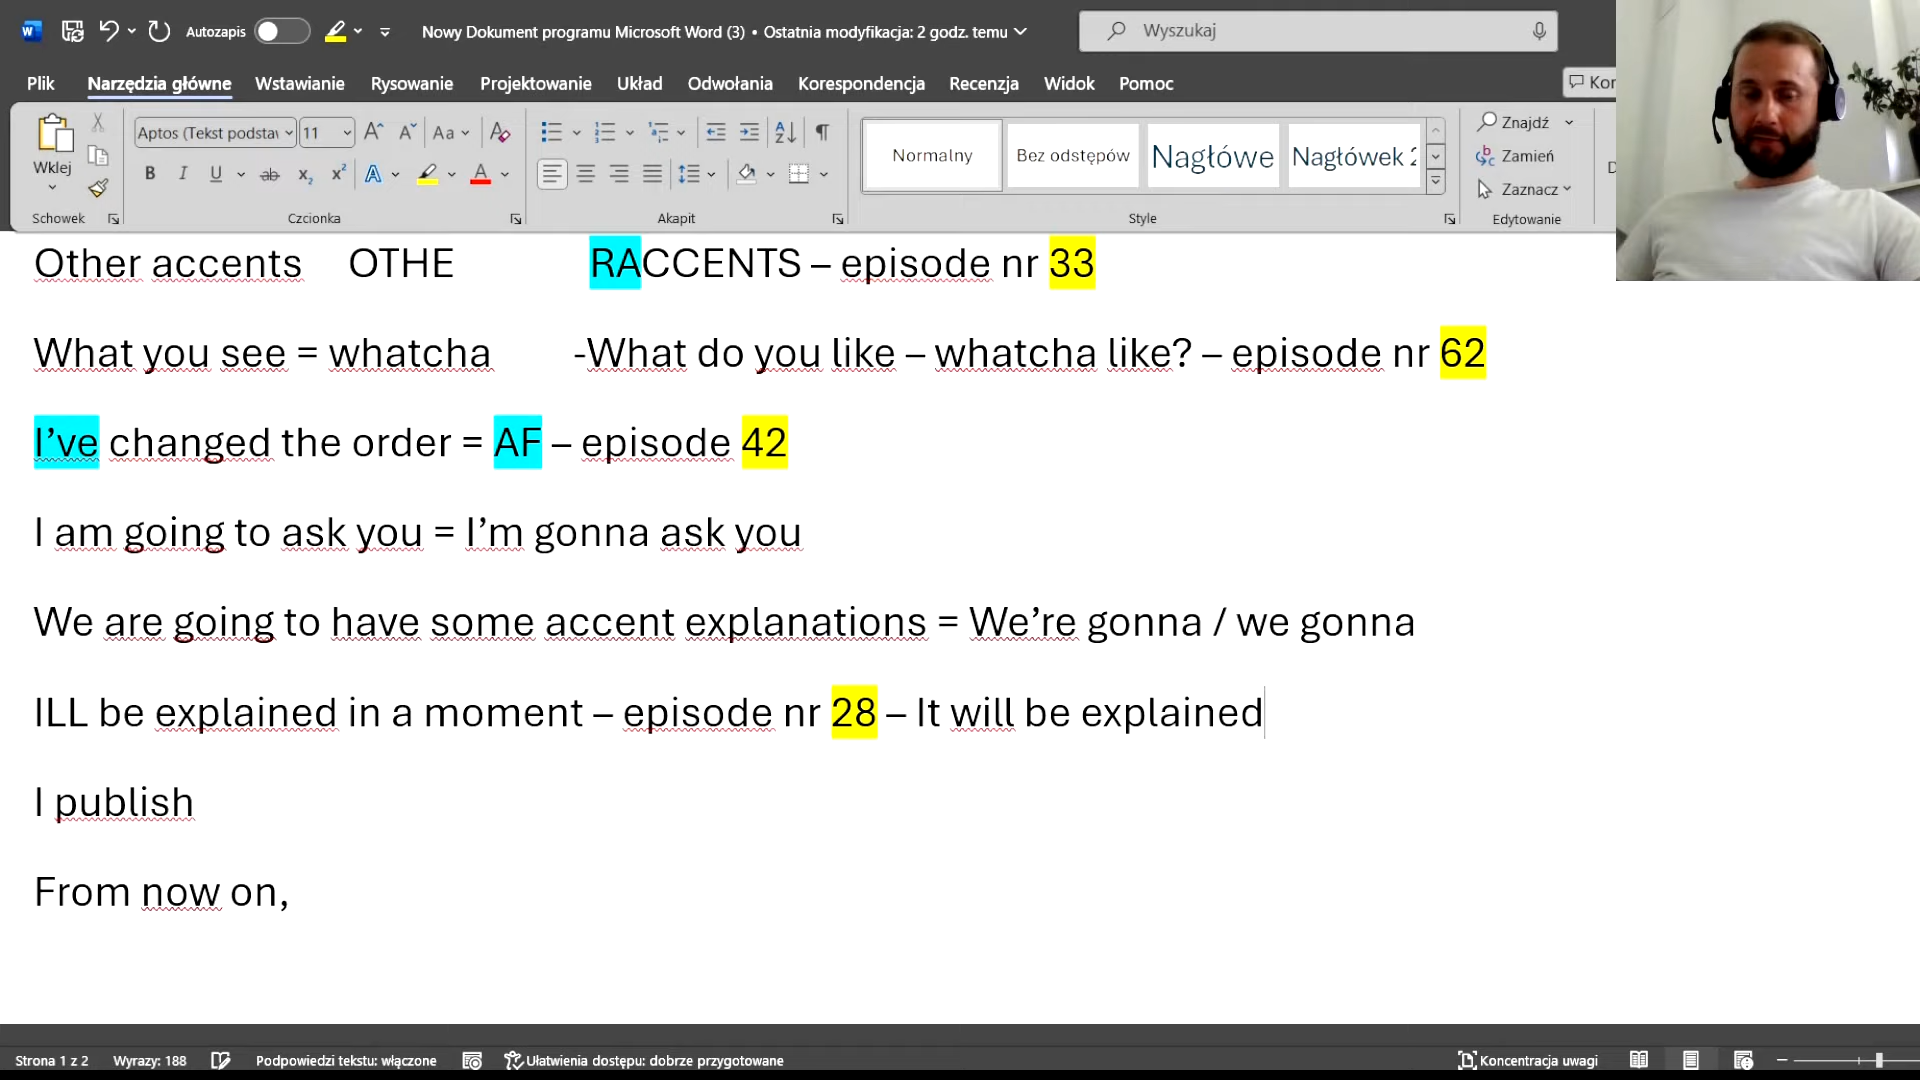 Autozapis Nowy Dokument programu Microsoft Word (3) • Ostatnia modyfikacja: 2 godz. temu Wyszukaj
Plik Narzędzia główne Wstawianie Rysowanie Projektowanie Układ Odwołania Korespondencja Recenzja Widok Pomoc
Wklej
Aptos (Tekst podsta 11 Aa
Normalny Bez odstępów Nagłówe Nagłówek 2
Znajdź
Zamień
Zaznacz
Schowek Czcionka Akapit Style Edytowanie
Other accents OTHE RACCENTS – episode nr 33
What you see = whatcha -What do you like – whatcha like? – episode nr 62
I’ve changed the order = AF – episode 42
I am going to ask you = I’m gonna ask you
We are going to have some accent explanations = We’re gonna / we gonna
ILL be explained in a moment – episode nr 28 – It will be explained
I publish
From now on,
Strona 1 z 2 Wyrazy: 188 Podpowiedzi tekstu: włączone Ułatwienia dostępu: dobrze przygotowane Koncentracja uwagi